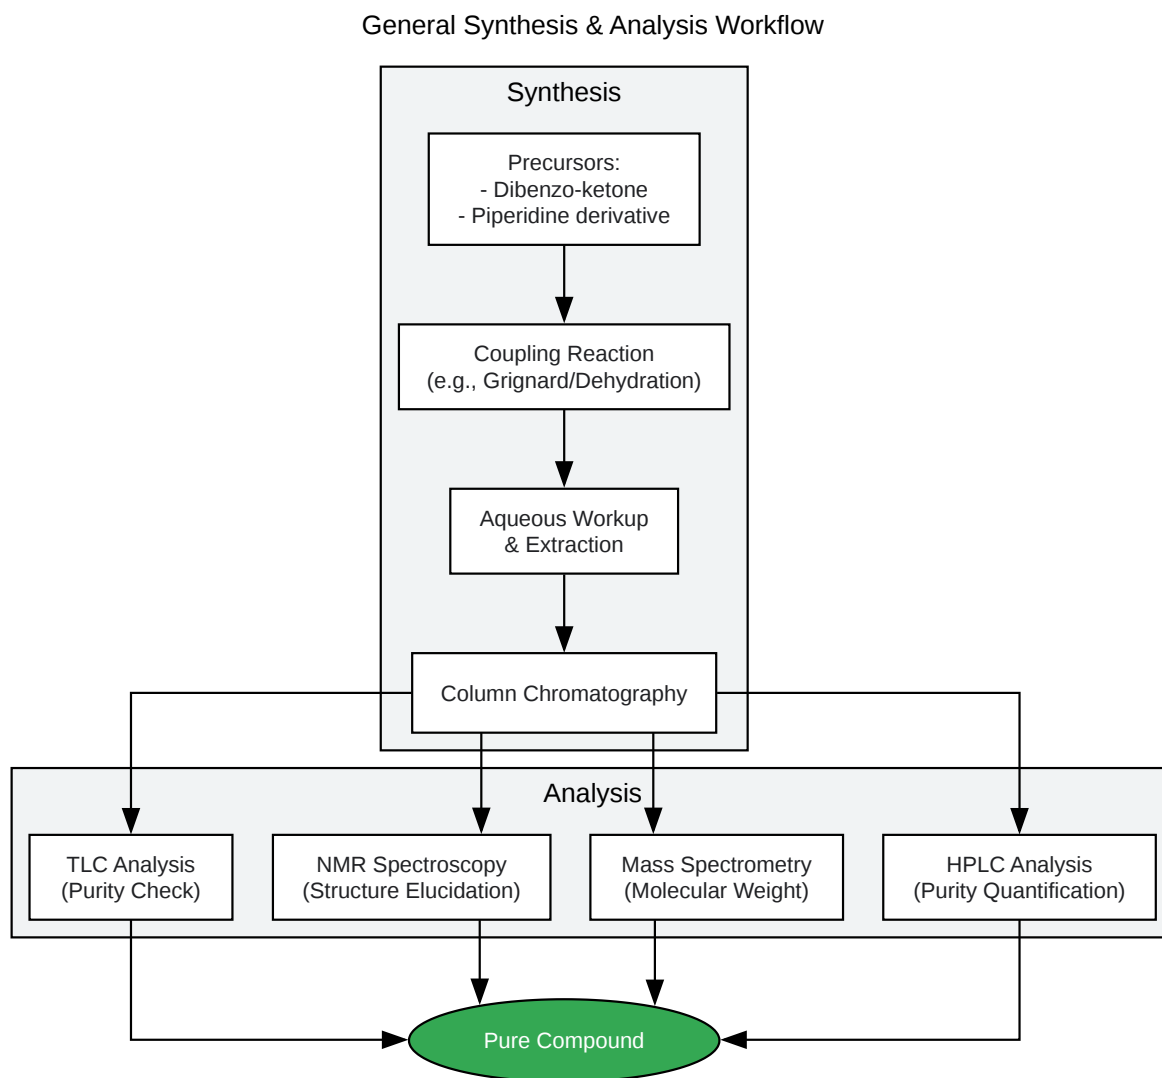 General Synthesis & Analysis Workflow
Synthesis
Precursors:
- Dibenzo-ketone
- Piperidine derivative
Coupling Reaction
(e.g., Grignard/Dehydration)
Aqueous Workup
& Extraction
Column Chromatography
Analysis
TLC Analysis
(Purity Check)
NMR Spectroscopy
(Structure Elucidation)
Mass Spectrometry
(Molecular Weight)
HPLC Analysis
(Purity Quantification)
Pure Compound